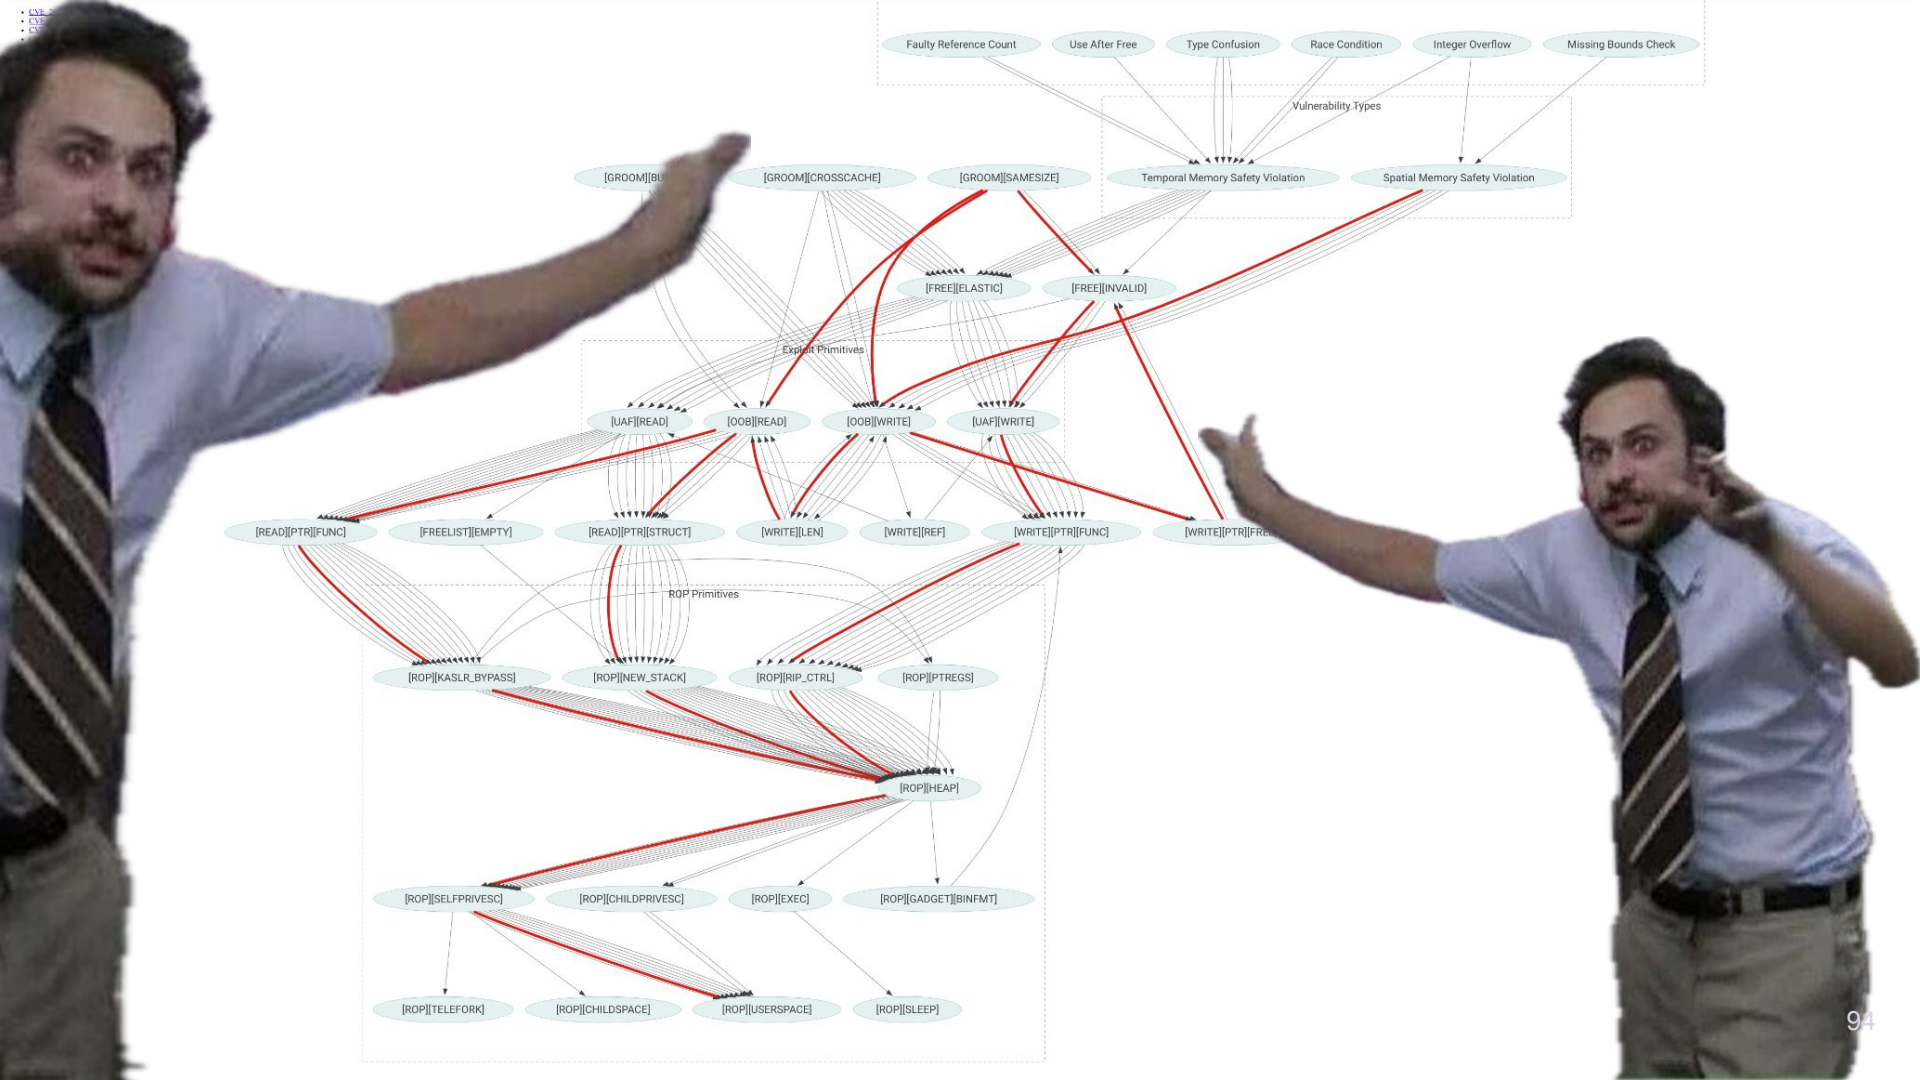 Faulty Reference Count
Use After Free
Type Confusion
Race Condition
Integer Overflow
Missing Bounds Check
Vulnerability Types
[GROOM][CROSSCACHE]
[GROOM][SAMESIZE]
Temporal Memory Safety Violation
Spatial Memory Safety Violation
[FREE][ELASTIC]
[FREE][INVALID]
Exploit Primitives
[UAF][READ]
[OOB][READ]
[OOB][WRITE]
[UAF][WRITE]
[READ][PTR][FUNC]
[FREELIST][EMPTY]
[READ][PTR][STRUCT]
[WRITE][LEN]
[WRITE][REF]
[WRITE][PTR][FUNC]
[WRITE][PTR][FREE
ROP Primitives
[ROP][KASLR_BYPASS]
[ROP][NEW_STACK]
[ROP][RIP_CTRL]
[ROP][PTREGS]
[ROP][HEAP]
[ROP][SELFPRIVESC]
[ROP][CHILDPRIVESC]
[ROP][EXEC]
[ROP][GADGET][BINFMT]
[ROP][TELEFORK]
[ROP][CHILDSPACE]
[ROP][USERSPACE]
[ROP][SLEEP]
94